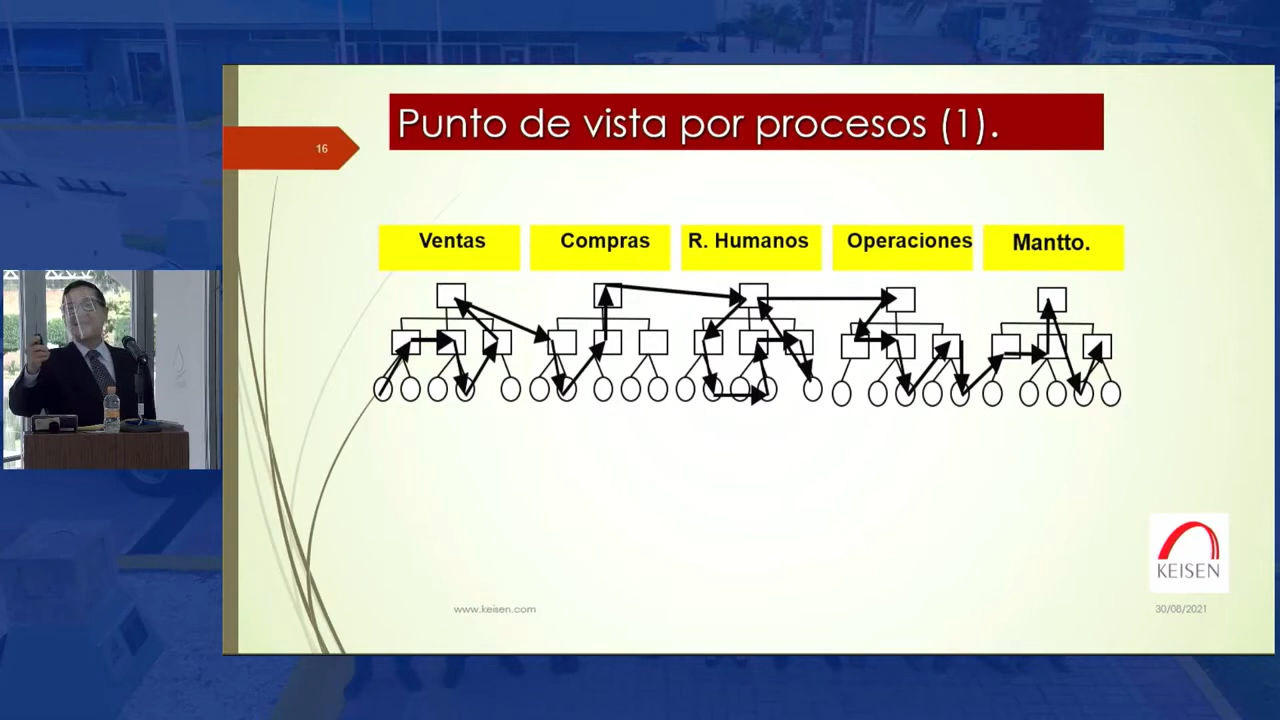 Punto de vista por procesos (1).
16
Ventas
Compras
R. Humanos
Operaciones
Mantto.
KEISEN
www.keisen.com
30/08/2021